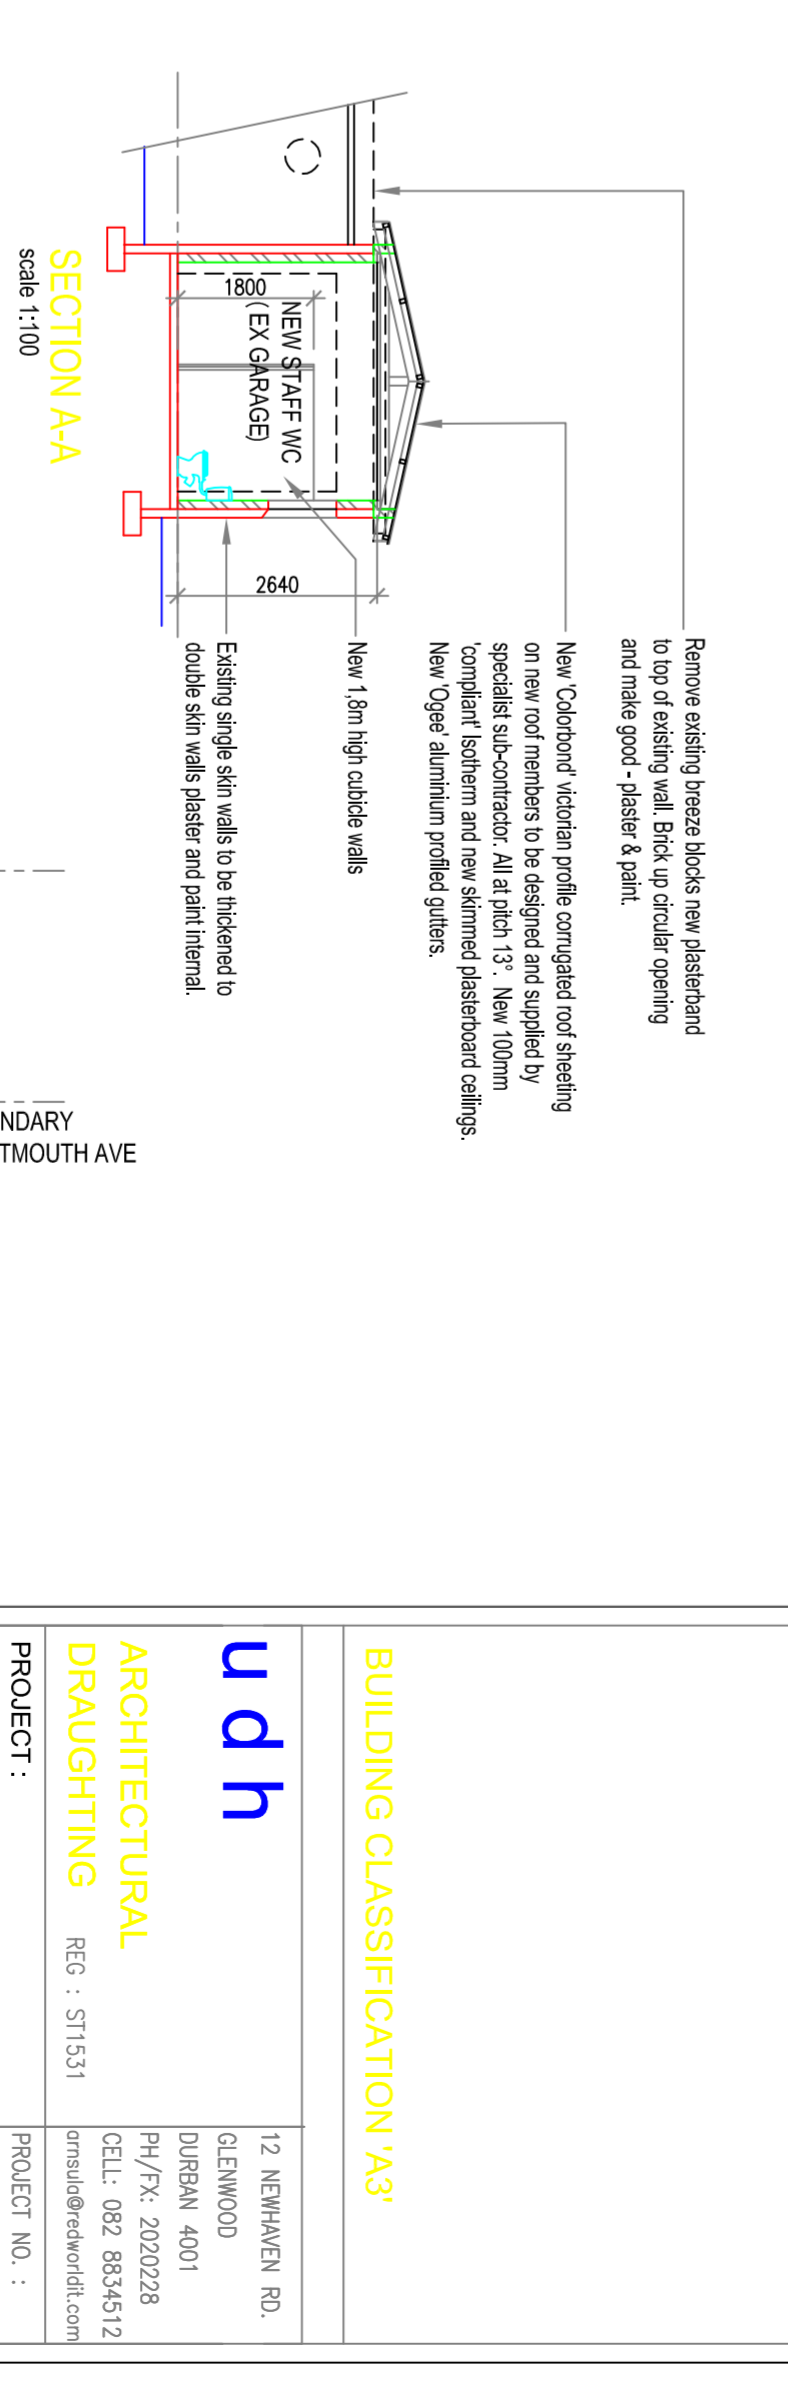 Remove existing breeze blocks new plasterband
to top of existing wall. Brick up circular opening
and make good - plaster & paint.
New 'Colorbond' victorian profile corrugated roof sheeting
on new roof members to be designed and supplied by
specialist sub-contractor. All at pitch 13°. New 100mm
'compliant' Isotherm and new skimmed plasterboard ceilings.
New 'Ogee' aluminium profiled gutters.
New 1,8m high cubicle walls
Existing single skin walls to be thickened to
double skin walls plaster and paint internal.
1800
NEW STAFF WC
( EX GARAGE)
2640
SECTION A-A
scale 1:100
NDARY
TMOUTH AVE
BUILDING CLASSIFICATION 'A3'
u d h
ARCHITECTURAL
DRAUGHTING
REG : ST1531
12 NEWHAVEN RD.
GLENWOOD
DURBAN 4001
PH/FX: 2020228
CELL: 082 8834512
arnsula@redworldit.com
PROJECT :
PROJECT NO. :